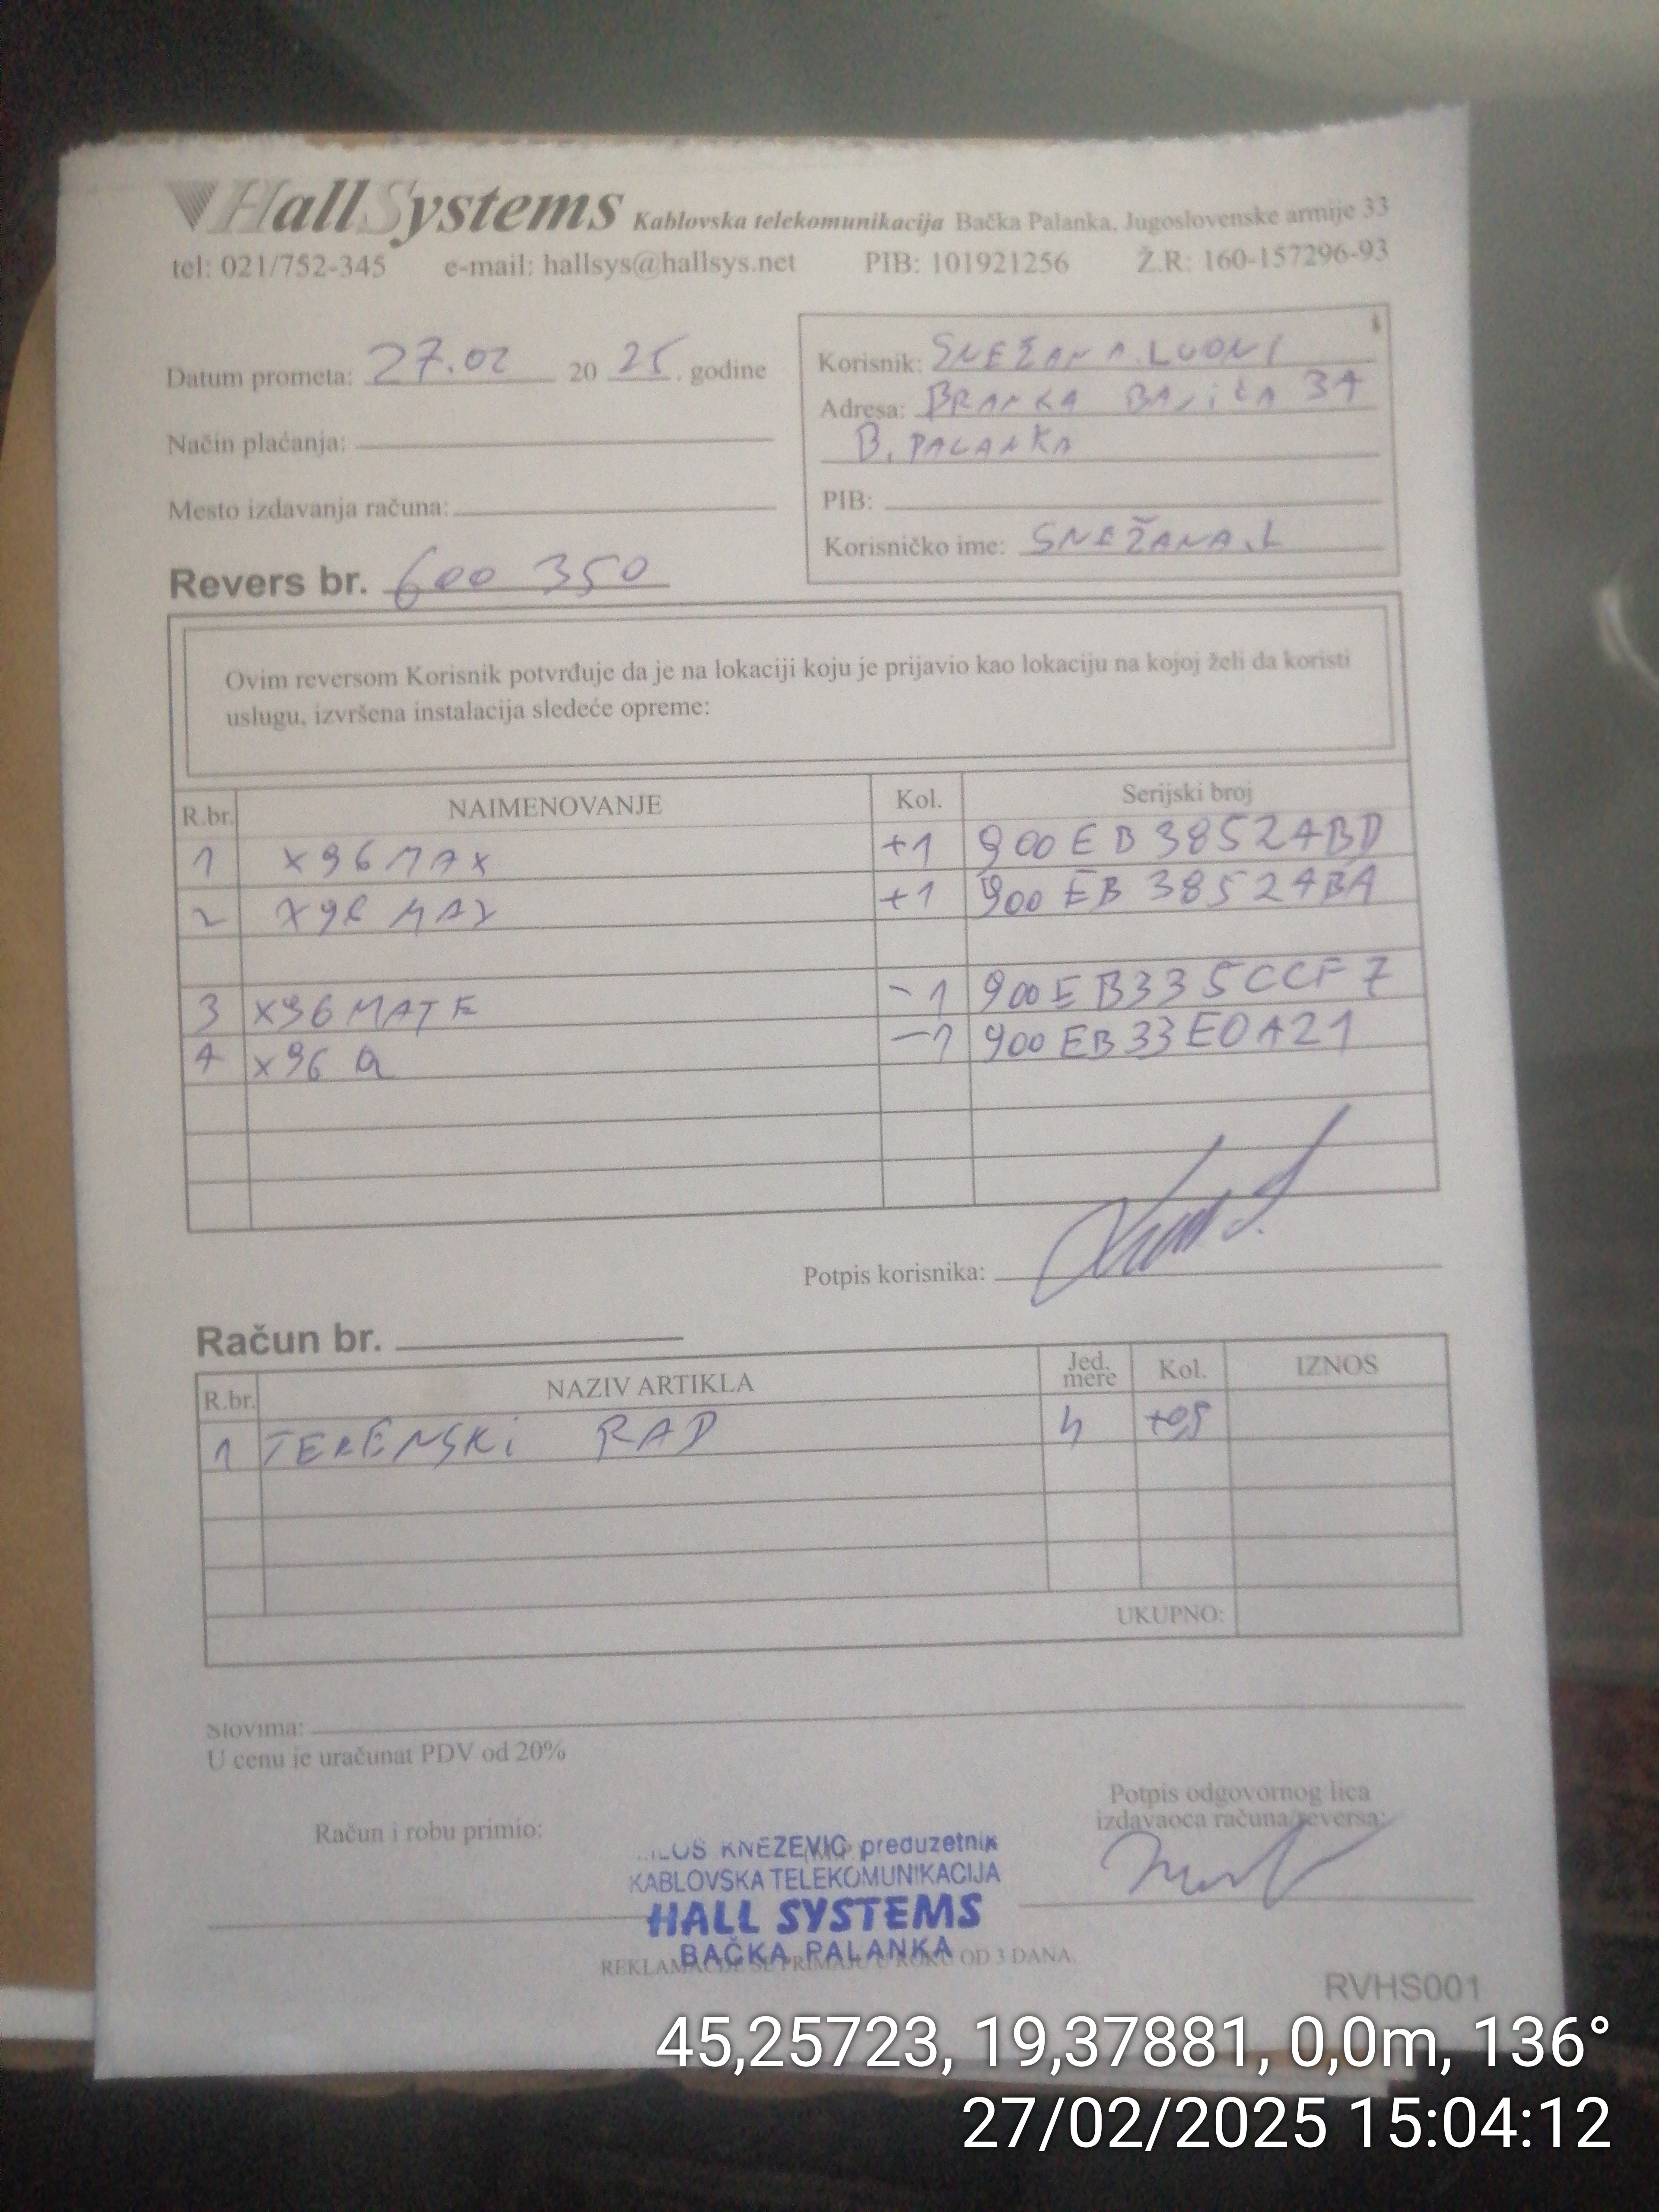 HallSystems Kablovska telekomunikacija Bačka Palanka, Jugoslovenske armije 33
tel: 021/752-345 e-mail: hallsys@hallsys.net PIB: 101921256 Ž.R: 160-157296-93
Datum prometa: 27.02 20 25. godine
Način plaćanja:
Mesto izdavanja računa:
Revers br. 600 350
Korisnik: SNEŽANA
Adresa: BRANKA 34
B. PALANKA
PIB:
Korisničko ime: SNEŽANA.L
Ovim reversom Korisnik potvrđuje da je na lokaciji koju je prijavio kao lokaciju na kojoj želi da koristi
uslugu, izvršena instalacija sledeće opreme:
R.br. NAIMENOVANJE Kol. Serijski broj
1 X96MAX +1 900EB38524BD
2 X96 MAX +1 900EB38524BA
3 X96MATE -1 900EB335CCF7
4 X96 Q -1 900EB33E0A21
Potpis korisnika:
Račun br.
R.br. NAZIV ARTIKLA Jed. mere Kol. IZNOS
1 TERENSKI RAD h +0,5
UKUPNO:
Slovima:
U cenu je uračunat PDV od 20%
Račun i robu primio:
Potpis odgovornog lica
izdavaoca računa/reversa:
KNEZEVIC preduzetnik
KABLOVSKA TELEKOMUNIKACIJA
HALL SYSTEMS
BAČKA PALANKA
REKLAMACIJE SE PRIMAJU U ROKU OD 3 DANA.
RVHS001
45,25723, 19,37881, 0,0m, 136°
27/02/2025 15:04:12